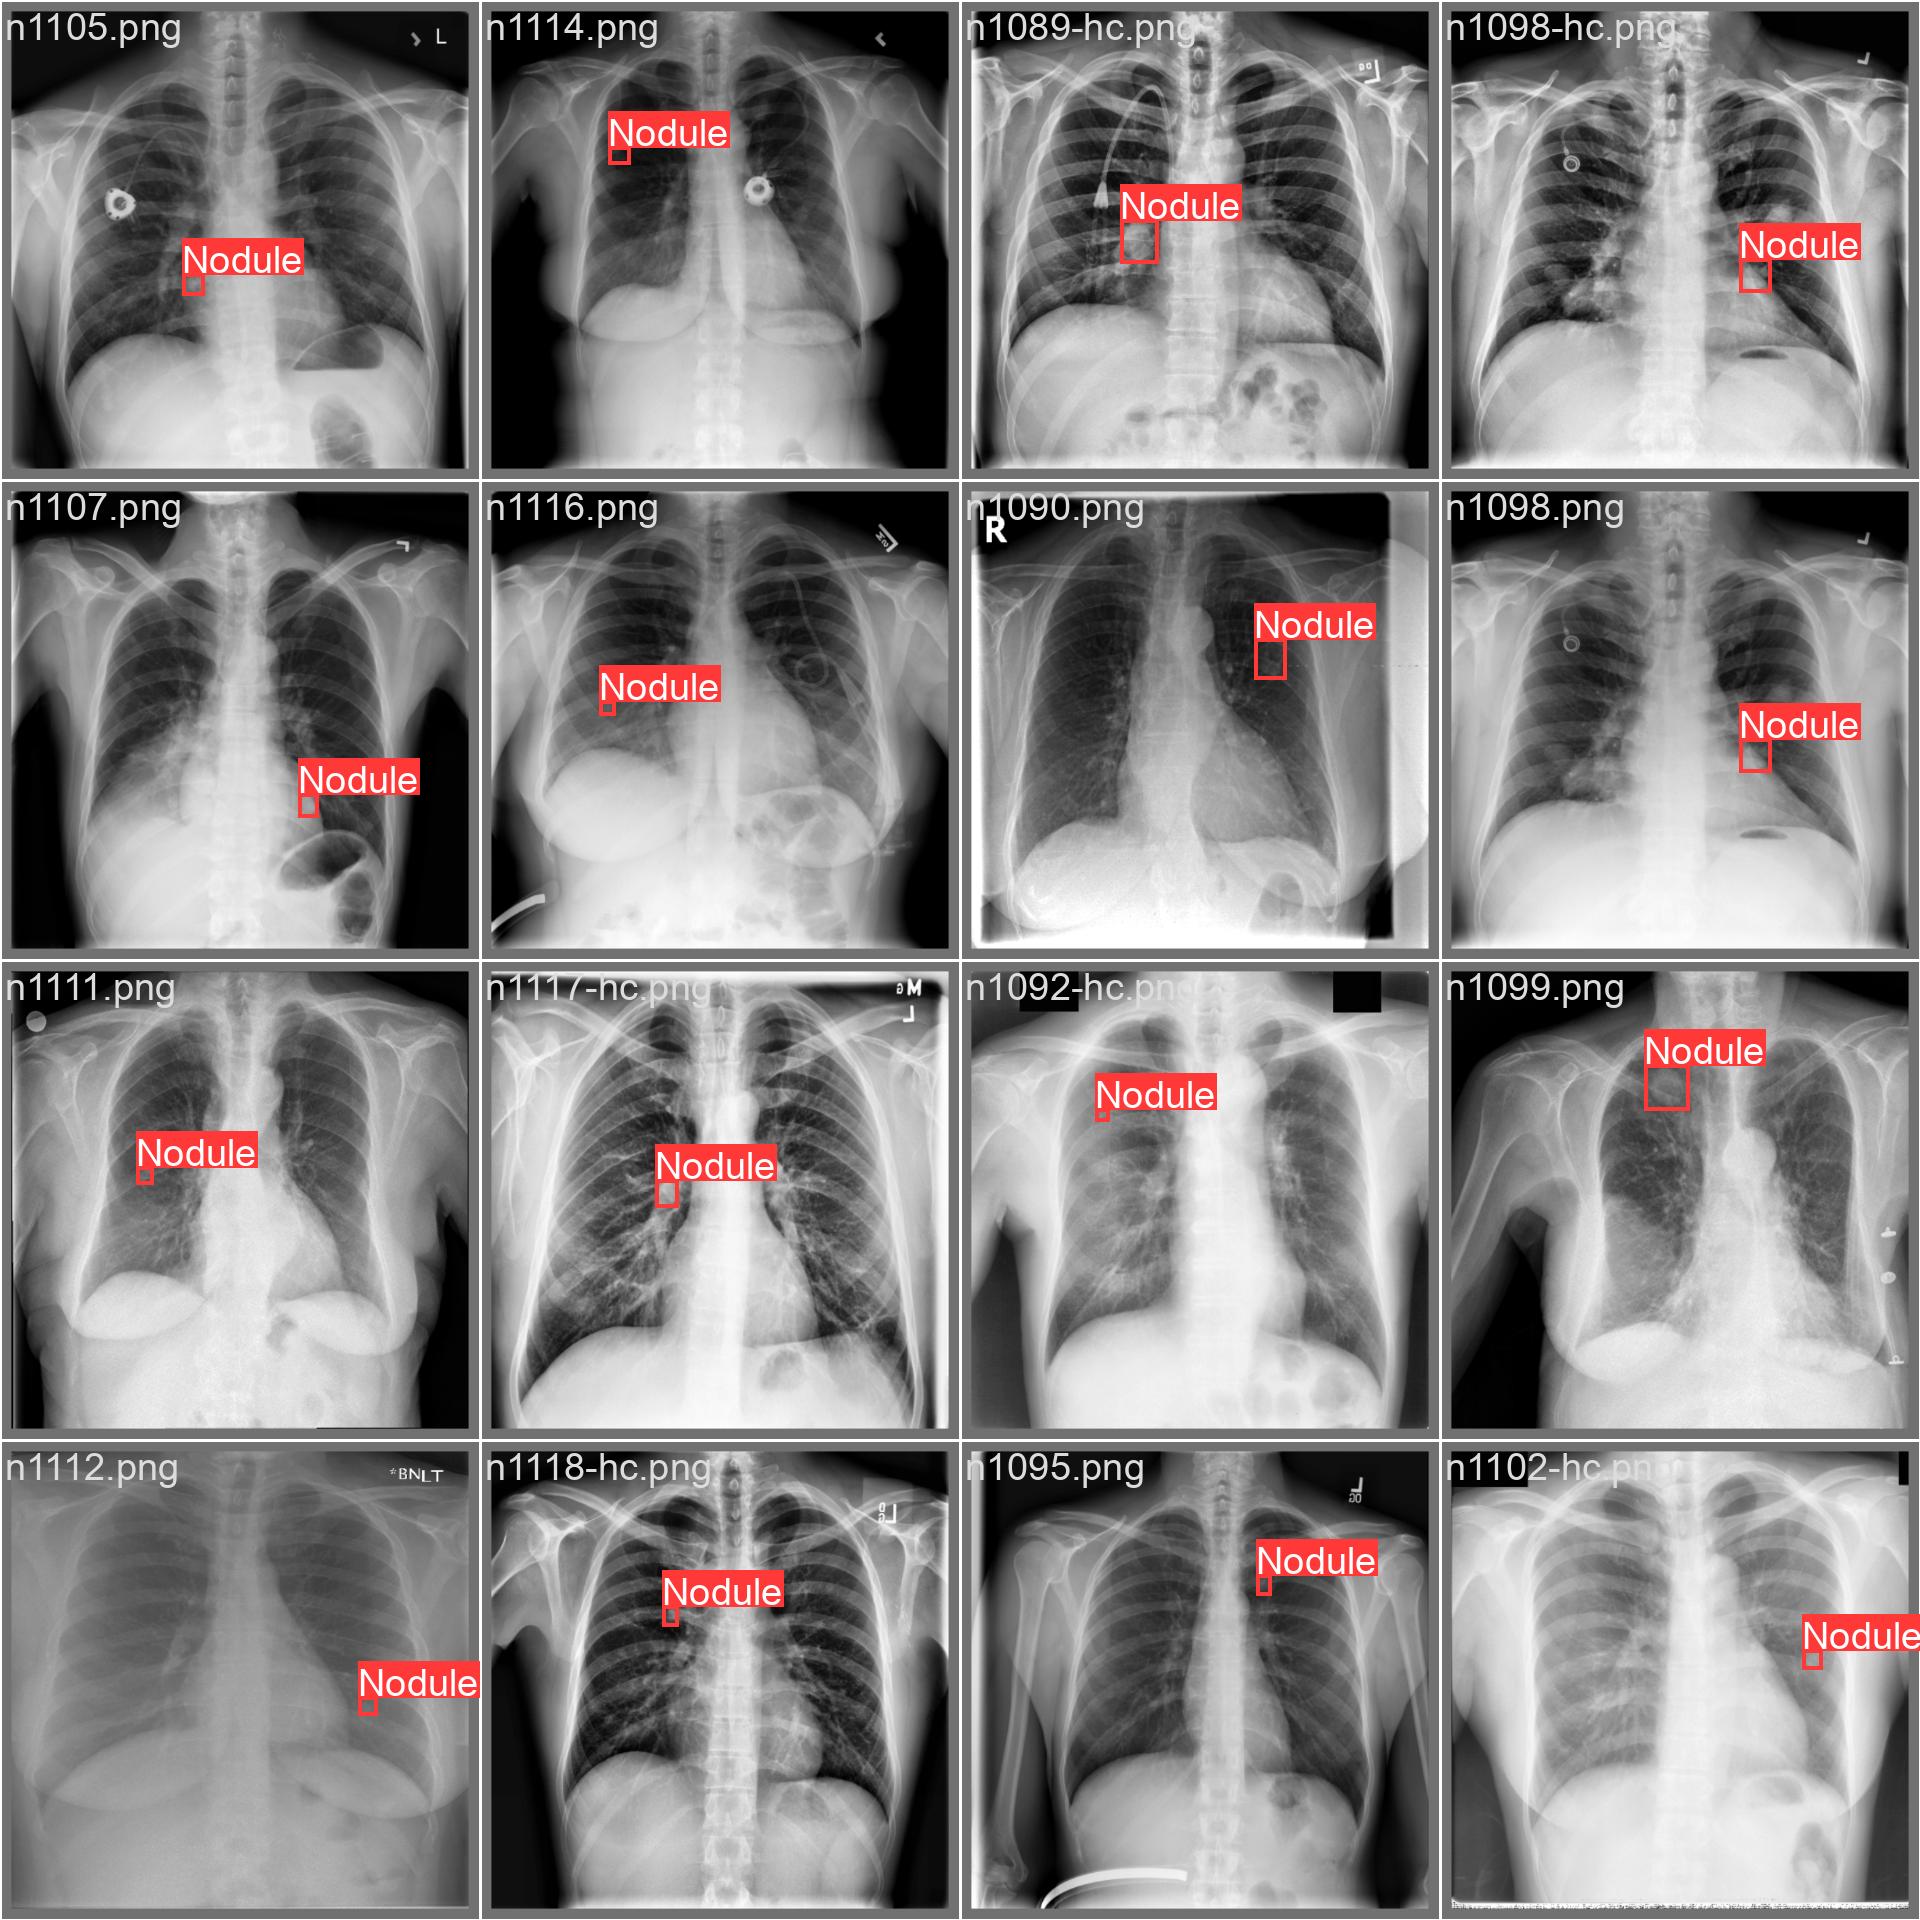 n1105.png
L
Nodule
n1114.png
Nodule
n1089-hc.png
Nodule
n1098-hc.png
L
Nodule
n1107.png
L
Nodule
n1116.png
Nodule
n1090.png
R
Nodule
n1098.png
L
Nodule
n1111.png
Nodule
n1117-hc.png
L
Nodule
n1092-hc.png
Nodule
n1099.png
Nodule
n1112.png
*BNLT
Nodule
n1118-hc.png
Nodule
n1095.png
Nodule
n1102-hc.png
Nodule